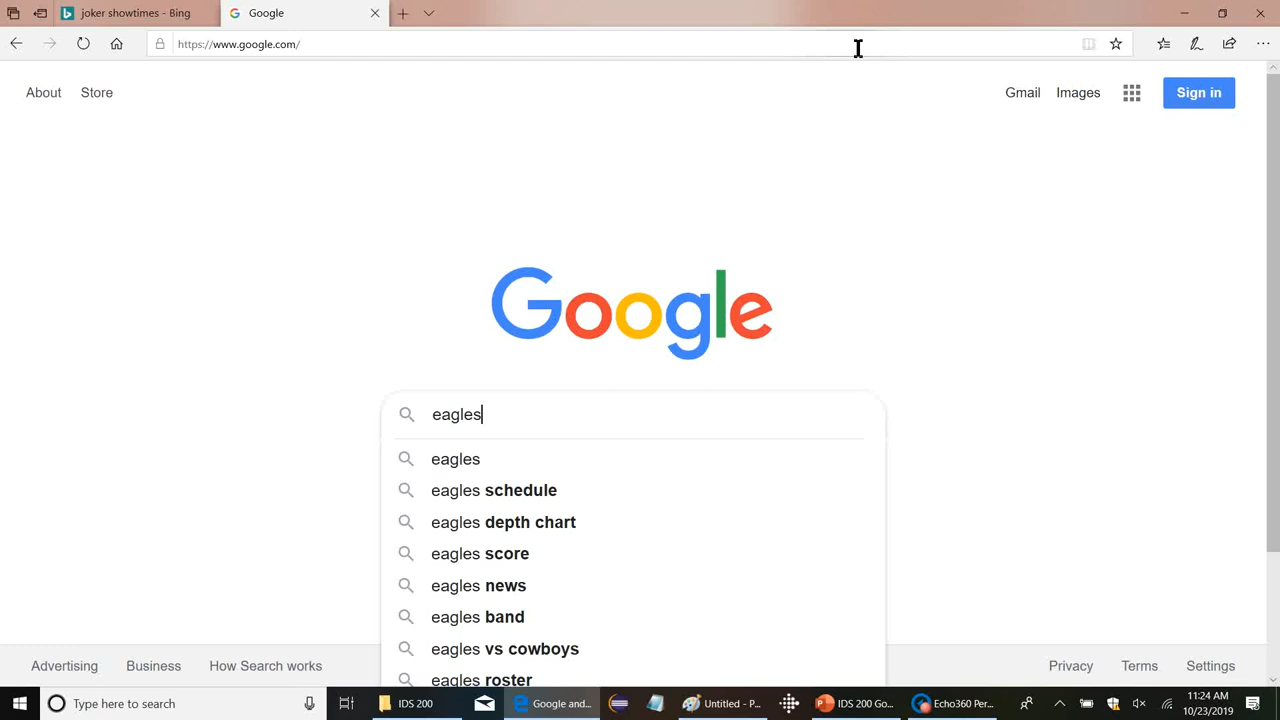 joker showtimes - Bing
Google
https://www.google.com/
About Store
Gmail Images Sign in
Google
eagles
eagles
eagles schedule
eagles depth chart
eagles score
eagles news
eagles band
eagles vs cowboys
eagles roster
Advertising Business How Search works
Privacy Terms Settings
Type here to search
IDS 200
Google and...
Untitled - P...
IDS 200 Go...
Echo360 Per...
11:24 AM
10/23/2019